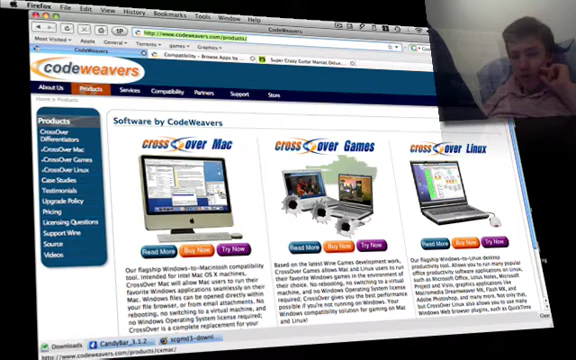 Firefox File Edit View History Bookmarks Tools Window Help
CodeWeavers
http://www.codeweavers.com/products/
Most Visited General Torrents games Graphics
CodeWeavers
Compatibility - Browse Apps by
Super Crazy Guitar Maniac Delux
codeweavers
About Us Products Services Compatibility Partners Support Store
Home > Products
Products
CrossOver
Differentiators
CrossOver Mac
CrossOver Games
CrossOver Linux
Case Studies
Testimonials
Upgrade Policy
Pricing
Licensing Questions
Support Wine
Source
Videos
Software by CodeWeavers
crossover Mac
Read More Buy Now Try Now
Our flagship Windows-to-Macintosh compatibility
tool. Intended for Intel Mac OS X machines,
CrossOver Mac will allow Mac users to run their
favorite Windows applications seamlessly on their
Mac. Windows files can be opened directly within
your file browser, or from email attachments. No
rebooting, no switching to a virtual machine, and
no Windows Operating System license required.
CrossOver is a complete replacement for
crossover Games
Read More Buy Now Try Now
Based on the latest Wine Games development work,
CrossOver Games allows Mac and Linux users to run
their favorite Windows games in the environment of
their choice. No rebooting, no switching to a virtual
machine, and no Windows Operating System license
required; CrossOver gives you the best performance
possible if you're not running on Windows. Your
Windows compatibility solution for gaming on Mac
and Linux!
crossover Linux
Read More Buy Now Try Now
Our flagship Windows-to-Linux desktop
productivity tool. Allows you to run many popular
office productivity software applications on Linux,
such as Microsoft Office, Lotus Notes, Microsoft
Project and Visio, graphics applications like
Macromedia Dreamweaver MX, Flash MX, and
Adobe Photoshop, and many more. Not only that,
but CrossOver Linux also allows you to use many
Windows Web browser plugins, such as QuickTime
Downloads CandyBar_3.1.2 scgmd3-downl
http://www.codeweavers.com/products/cxmac/